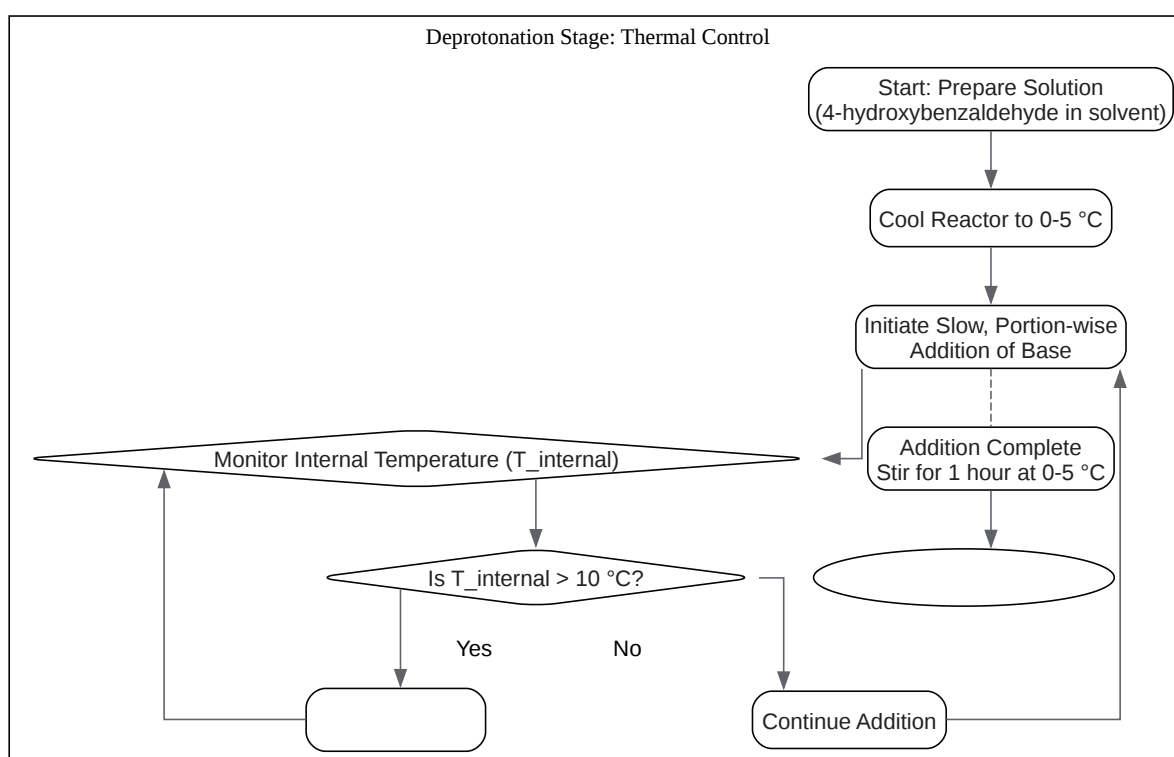 Deprotonation Stage: Thermal Control
Start: Prepare Solution
(4-hydroxybenzaldehyde in solvent)
Cool Reactor to 0-5 °C
Initiate Slow, Portion-wise
Addition of Base
Monitor Internal Temperature (T_internal)
Addition Complete
Stir for 1 hour at 0-5 °C
Is T_internal > 10 °C?
Yes
No
Continue Addition